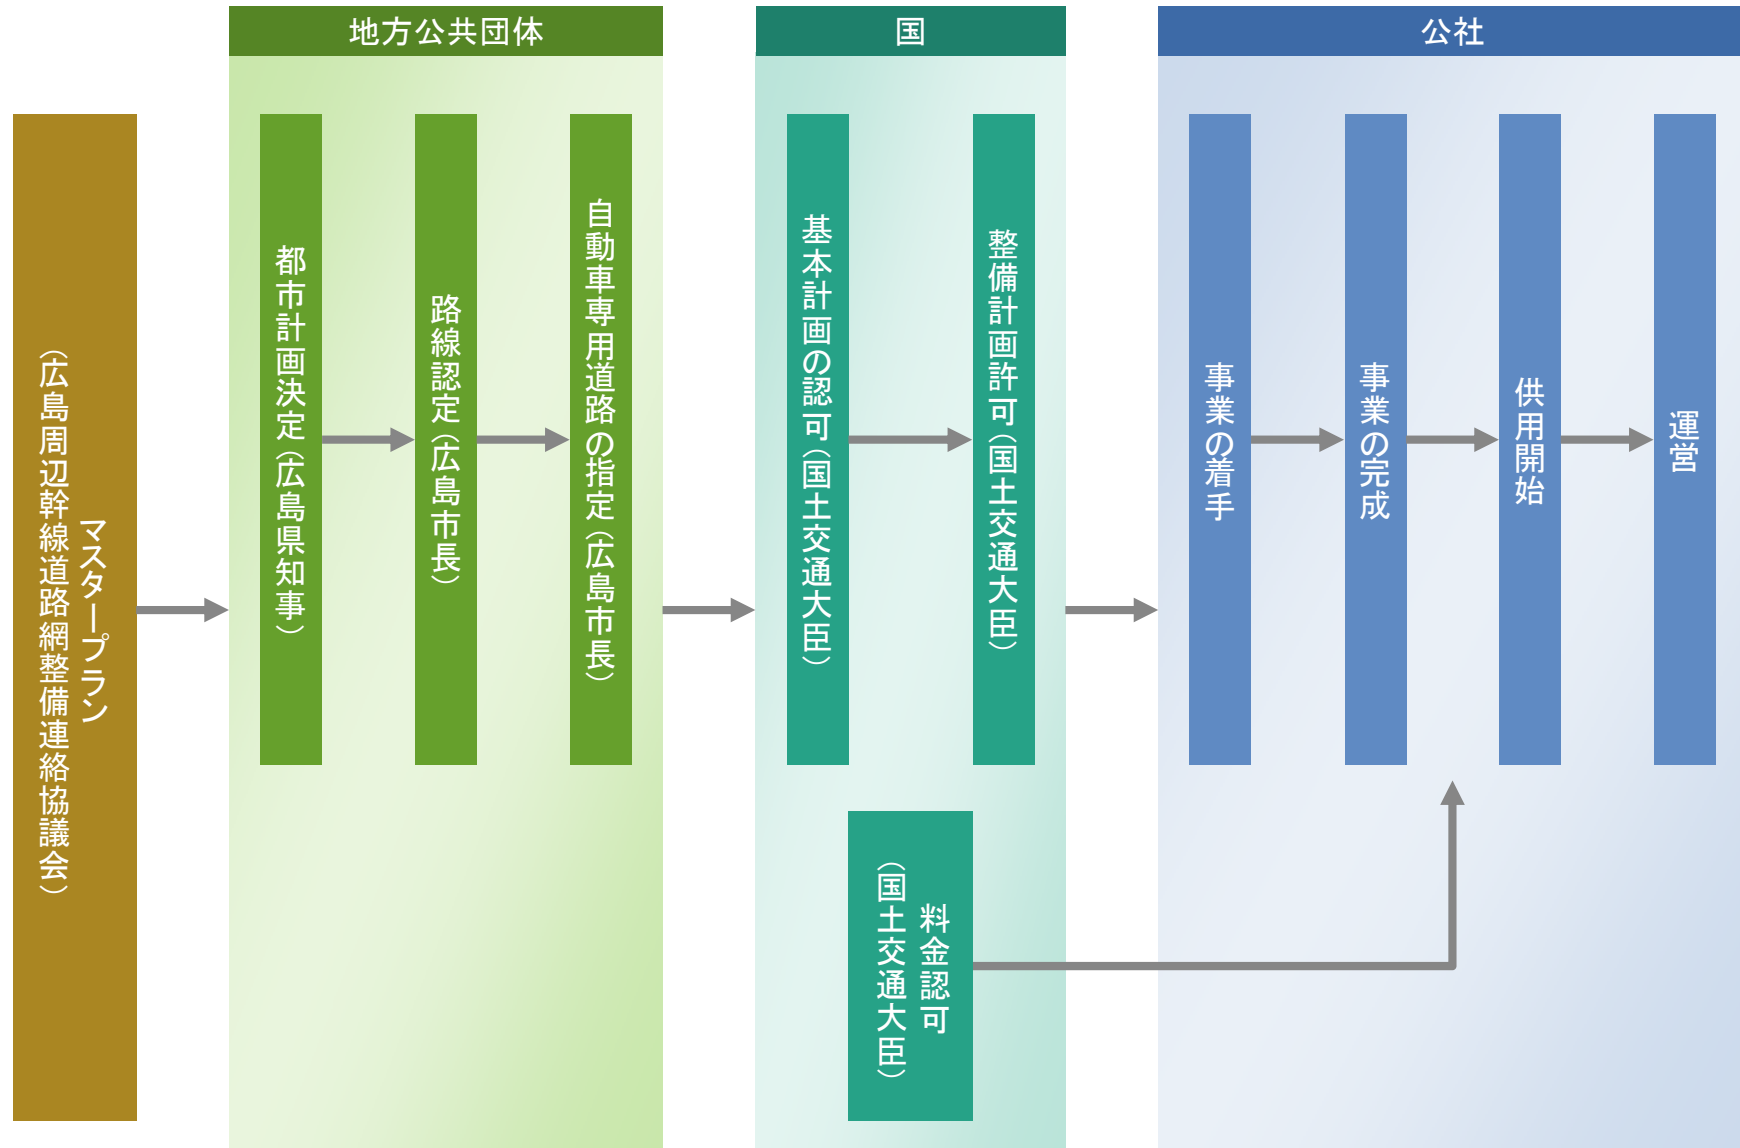 地方公共団体
国
公社
マスタープラン
（広島周辺幹線道路網整備連絡協議会）
都市計画決定（広島県知事）
路線認定（広島市長）
自動車専用道路の指定（広島市長）
基本計画の認可（国土交通大臣）
整備計画許可（国土交通大臣）
料金認可
（国土交通大臣）
事業の着手
事業の完成
供用開始
運営